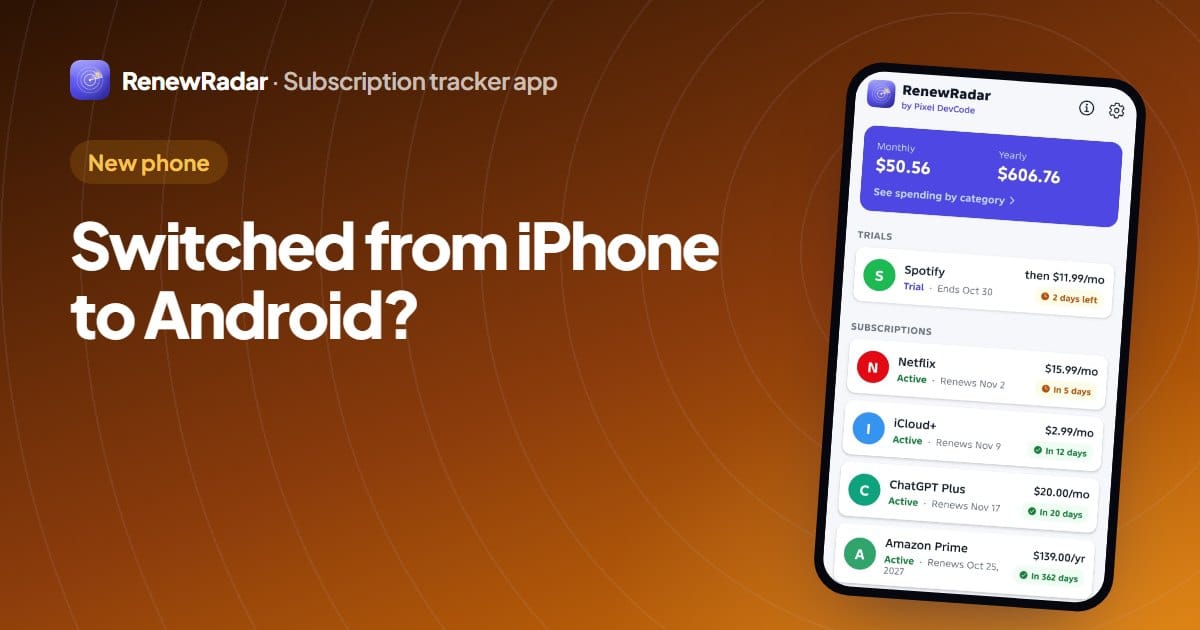 RenewRadar · Subscription tracker app
New phone
Switched from iPhone
to Android?
RenewRadar
by Pixel DevCode
Monthly
$50.56
Yearly
$606.76
See spending by category >
TRIALS
S
Spotify
then $11.99/mo
Trial · Ends Oct 30
2 days left
SUBSCRIPTIONS
N
Netflix
$15.99/mo
Active · Renews Nov 2
In 5 days
I
iCloud+
$2.99/mo
Active · Renews Nov 9
In 12 days
C
ChatGPT Plus
$20.00/mo
Active · Renews Nov 17
In 20 days
A
Amazon Prime
$139.00/yr
Active · Renews Oct 25,
2027
In 362 days